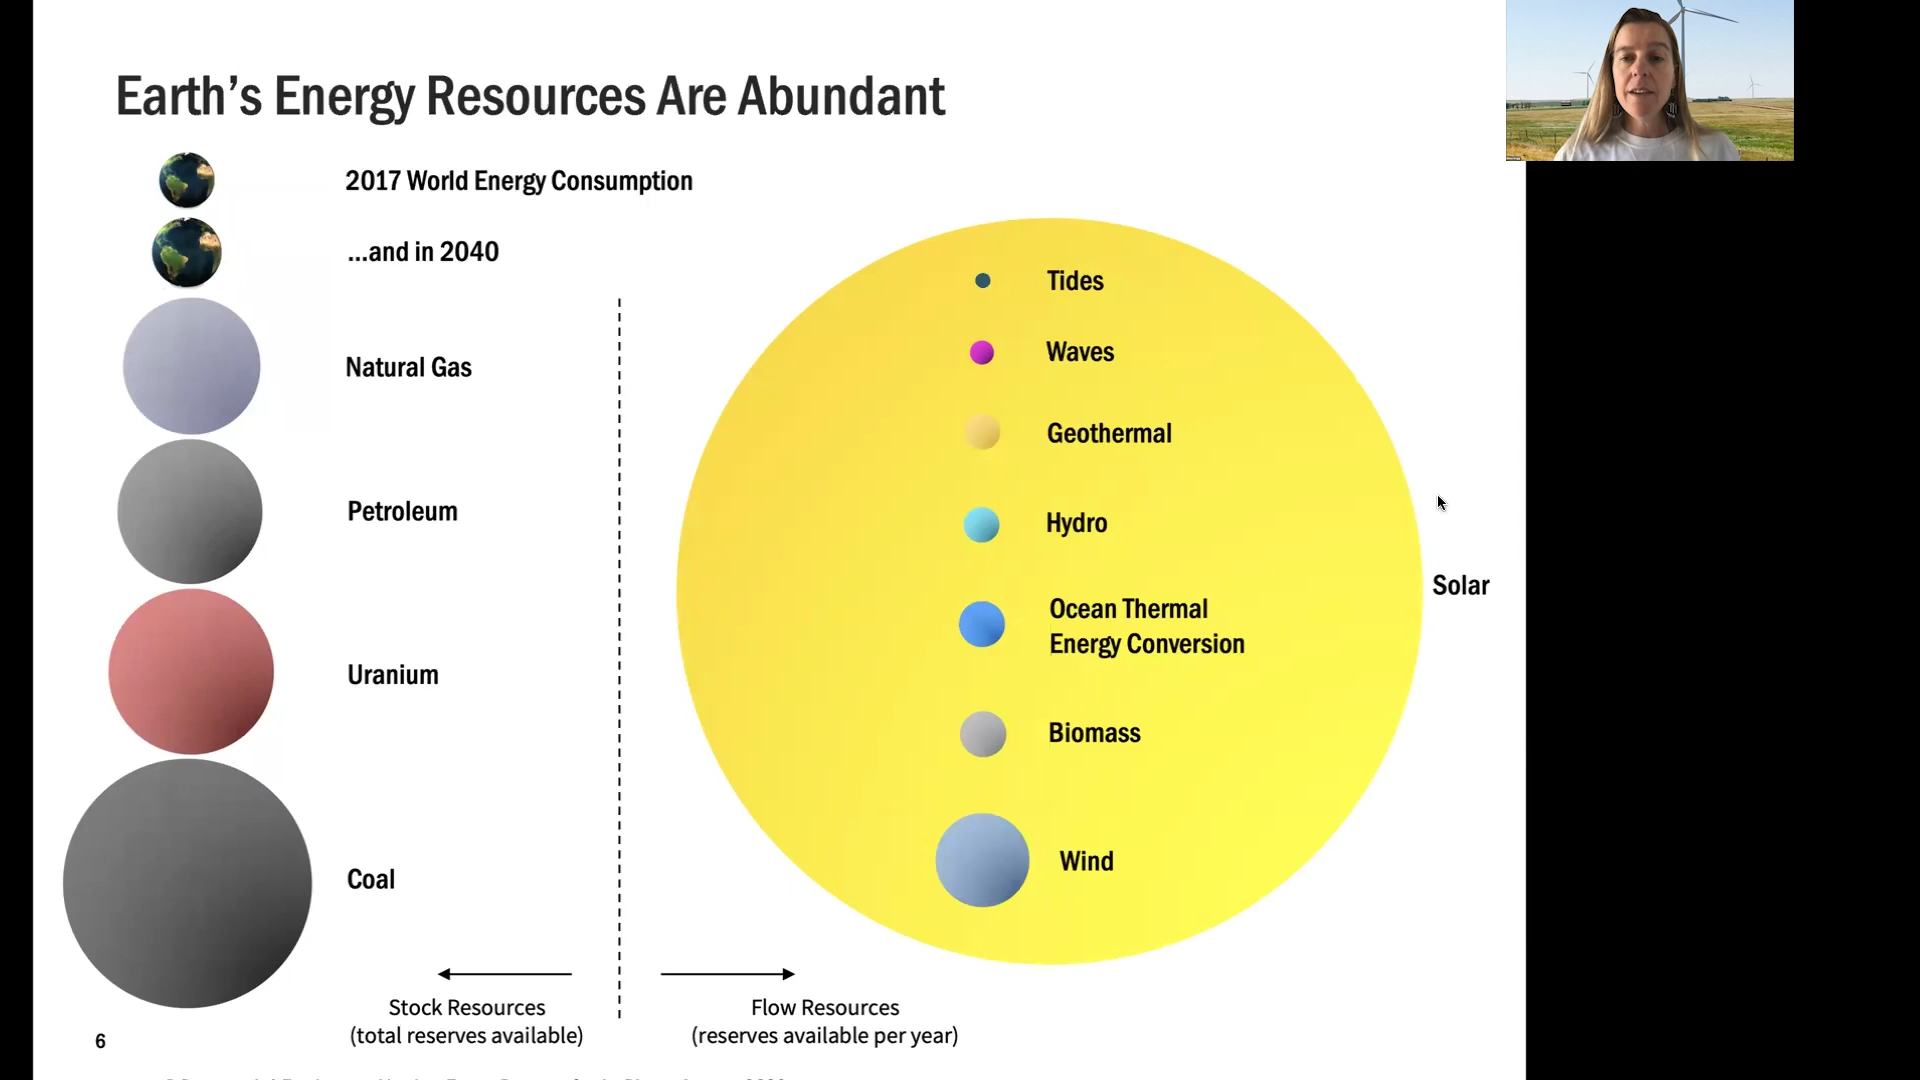 Earth's Energy Resources Are Abundant
2017 World Energy Consumption
...and in 2040
Natural Gas
Petroleum
Uranium
Coal
Tides
Waves
Geothermal
Hydro
Ocean Thermal
Energy Conversion
Biomass
Wind
Solar
Stock Resources
(total reserves available)
Flow Resources
(reserves available per year)
6